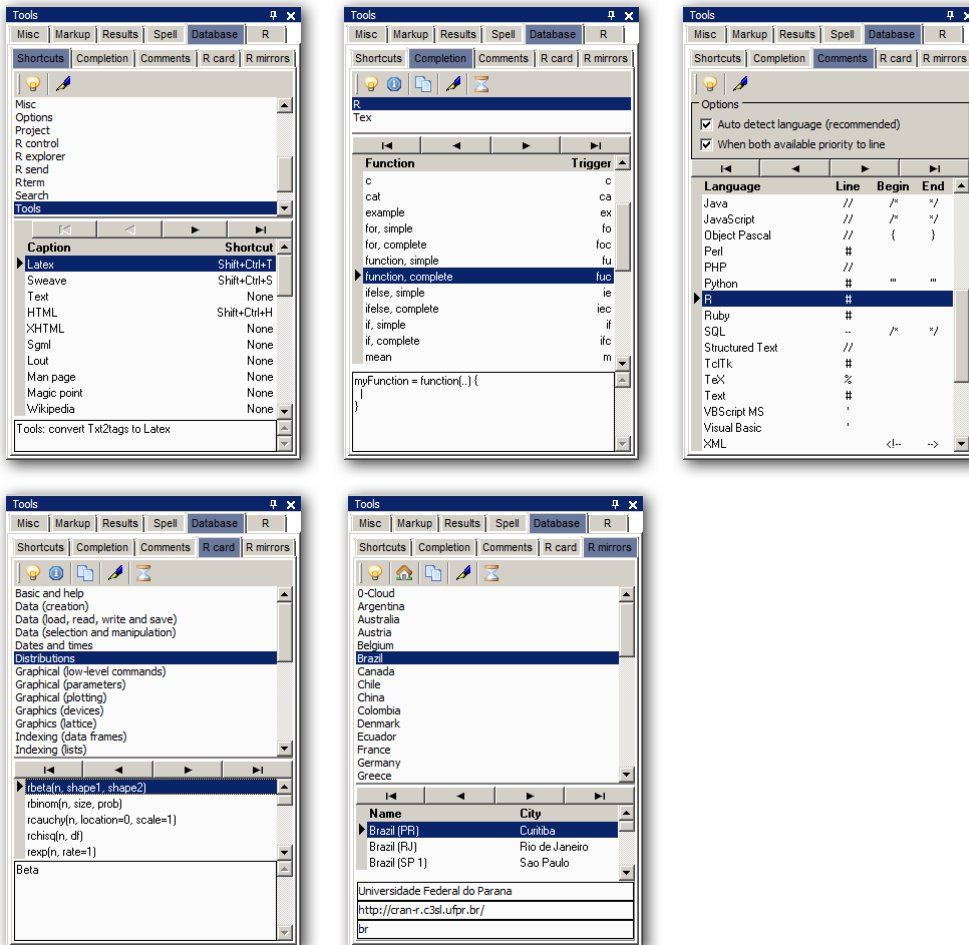 Tools
Misc Markup Results Spell Database R
Shortcuts Completion Comments R card R mirrors
Misc
Options
Project
R control
R explorer
R send
Rterm
Search
Tools
Caption Shortcut
Latex Shift+Ctrl+T
Sweave Shift+Ctrl+S
Text None
HTML Shift+Ctrl+H
XHTML None
Sgml None
Lout None
Man page None
Magic point None
Wikipedia None
Tools: convert Txt2tags to Latex
Tools
Misc Markup Results Spell Database R
Shortcuts Completion Comments R card R mirrors
R
Tex
Function Trigger
c c
cat ca
example ex
for, simple fo
for, complete foc
function, simple fu
function, complete fuc
ifelse, simple ie
ifelse, complete iec
if, simple if
if, complete ifc
mean m
myFunction = function(..) {
|
}
Tools
Misc Markup Results Spell Database R
Shortcuts Completion Comments R card R mirrors
Options
Auto detect language (recommended)
When both available priority to line
Language Line Begin End
Java // /* */
JavaScript // /* */
Object Pascal // { }
Perl #
PHP //
Python # ''' '''
R #
Ruby #
SQL -- /* */
Structured Text //
TclTk #
TeX %
Text #
VBScript MS '
Visual Basic '
XML <!-- -->
Tools
Misc Markup Results Spell Database R
Shortcuts Completion Comments R card R mirrors
Basic and help
Data (creation)
Data (load, read, write and save)
Data (selection and manipulation)
Dates and times
Distributions
Graphical (low-level commands)
Graphical (parameters)
Graphical (plotting)
Graphics (devices)
Graphics (lattice)
Indexing (data frames)
Indexing (lists)
rbeta(n, shape1, shape2)
rbinom(n, size, prob)
rcauchy(n, location=0, scale=1)
rchisq(n, df)
rexp(n, rate=1)
Beta
Tools
Misc Markup Results Spell Database R
Shortcuts Completion Comments R card R mirrors
0-Cloud
Argentina
Australia
Austria
Belgium
Brazil
Canada
Chile
China
Colombia
Denmark
Ecuador
France
Germany
Greece
Name City
Brazil (PR) Curitiba
Brazil (RJ) Rio de Janeiro
Brazil (SP 1) Sao Paulo
Universidade Federal do Parana
http://cran-r.c3sl.ufpr.br/
br